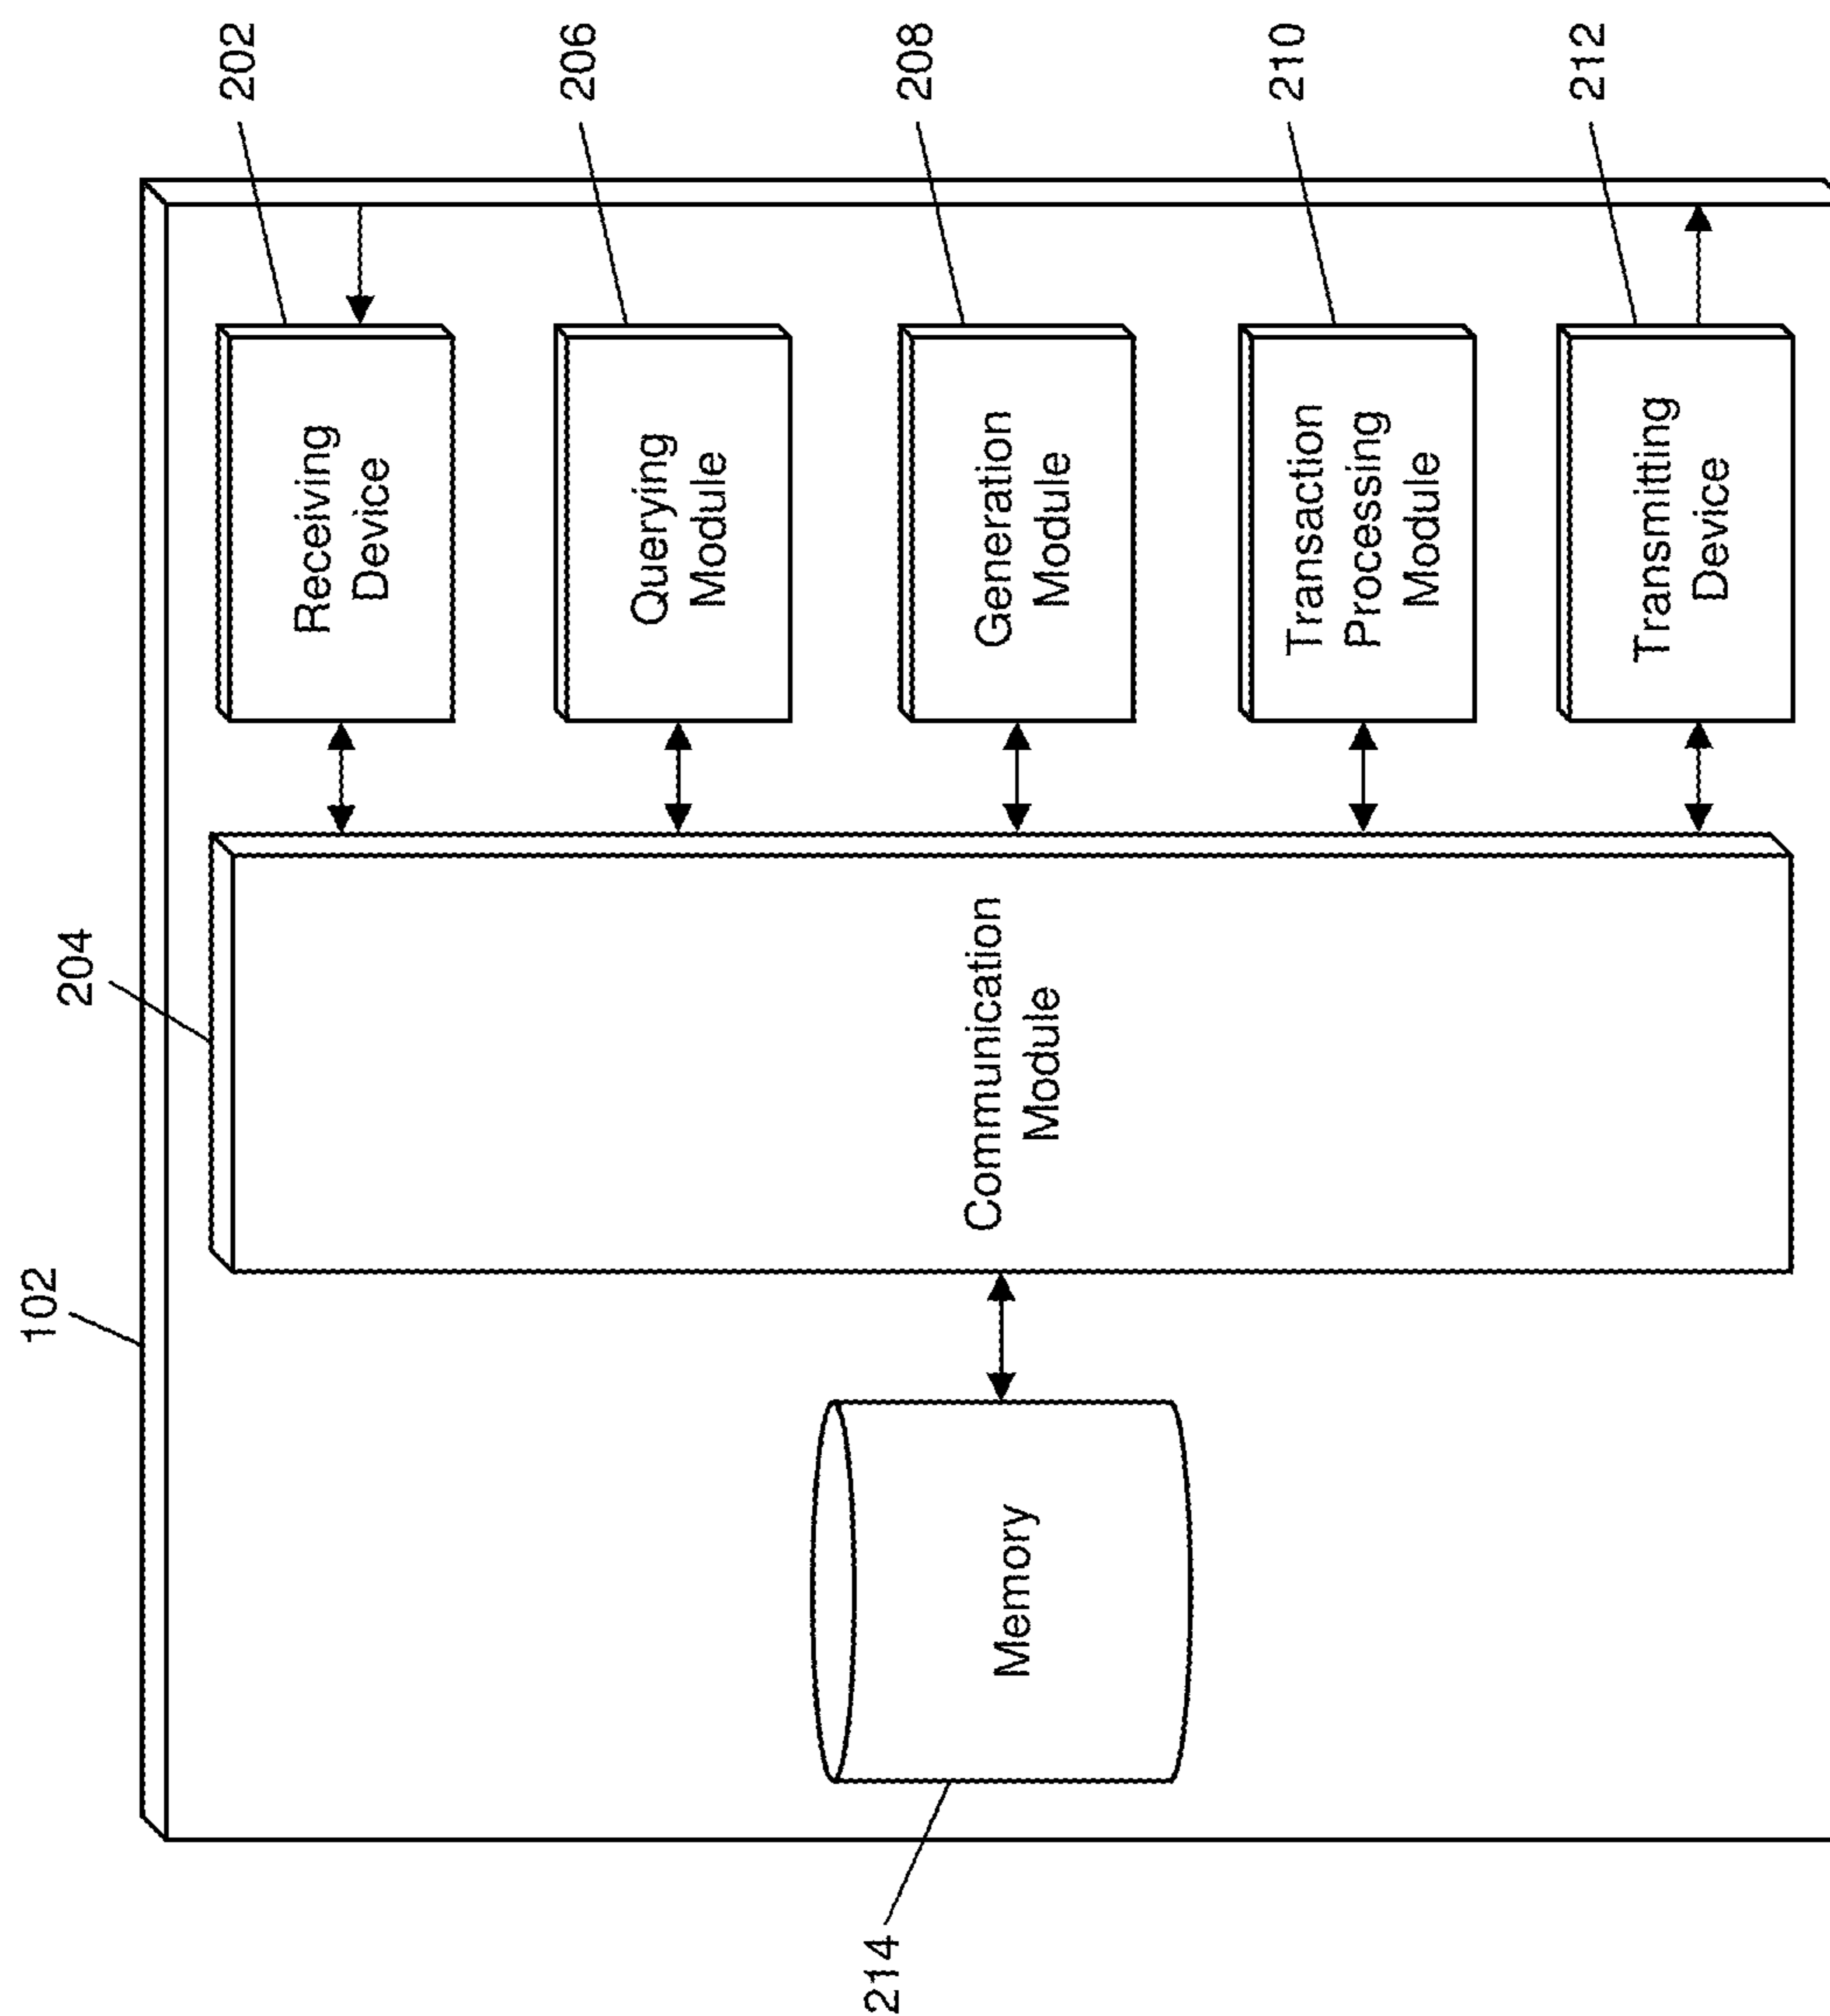 102
204
202
Receiving
Device
206
Querying
Module
208
Generation
Module
210
Transaction
Processing
Module
212
Transmitting
Device
Communication
Module
214
Memory